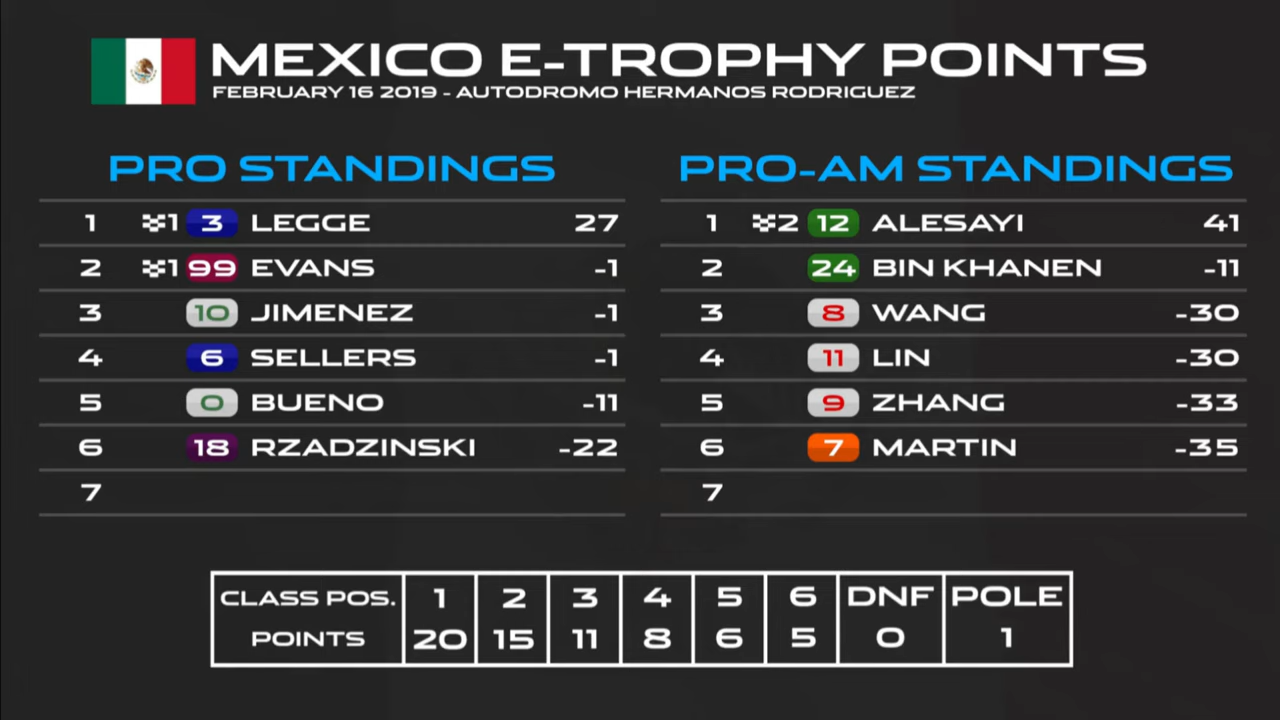 MEXICO E-TROPHY POINTS
FEBRUARY 16 2019 - AUTODROMO HERMANOS RODRIGUEZ
PRO STANDINGS
1 1 3 LEGGE 27
2 1 99 EVANS -1
3 10 JIMENEZ -1
4 6 SELLERS -1
5 0 BUENO -11
6 18 RZADZINSKI -22
7
PRO-AM STANDINGS
1 2 12 ALESAYI 41
2 24 BIN KHANEN -11
3 8 WANG -30
4 11 LIN -30
5 9 ZHANG -33
6 7 MARTIN -35
7
CLASS POS. 1 2 3 4 5 6 DNF POLE
POINTS 20 15 11 8 6 5 0 1